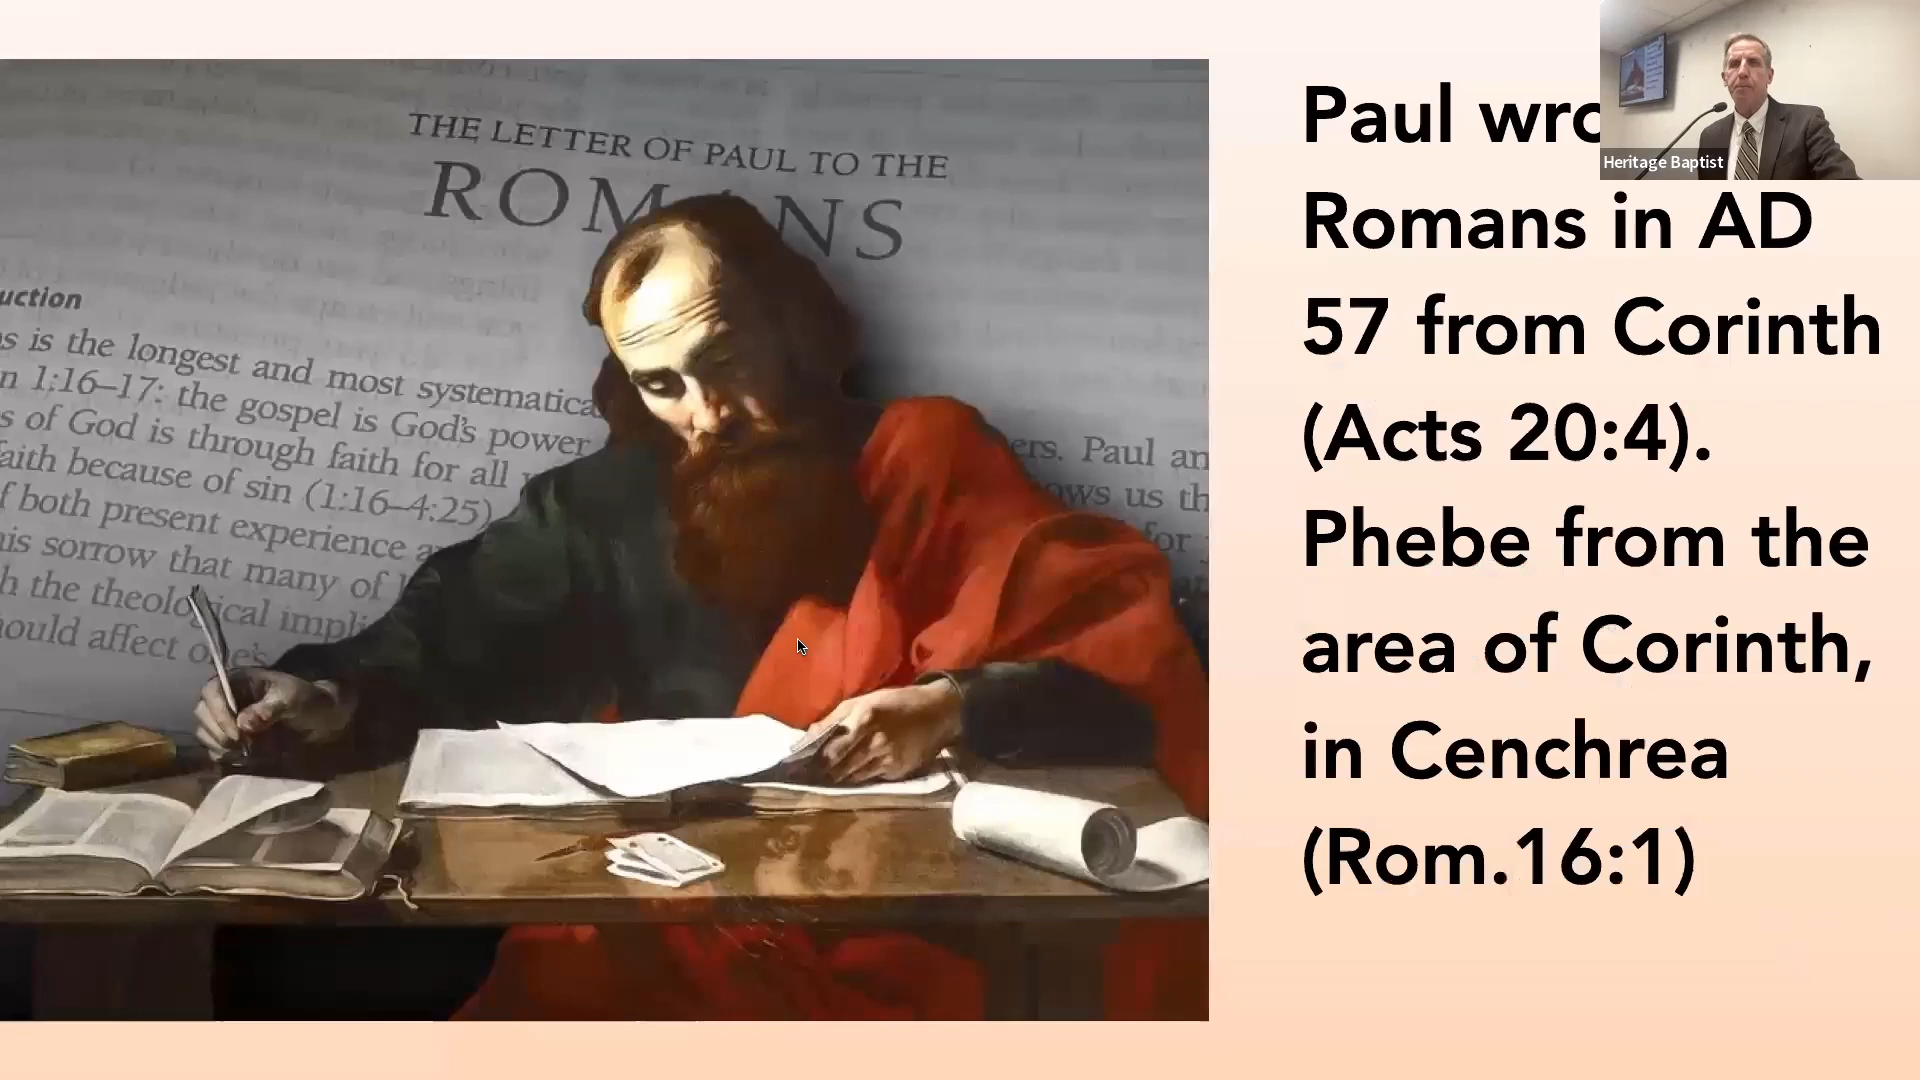 THE LETTER OF PAUL TO THE
ROMANS
uction
s is the longest and most systematica
n 1:16–17: the gospel is God's power
s of God is through faith for all
faith because of sin (1:16–4:25)
f both present experience a
is sorrow that many of
h the theological impli
ould affect one's
ers. Paul an
ows us th
for
Paul wro
Romans in AD
57 from Corinth
(Acts 20:4).
Phebe from the
area of Corinth,
in Cenchrea
(Rom.16:1)
Heritage Baptist